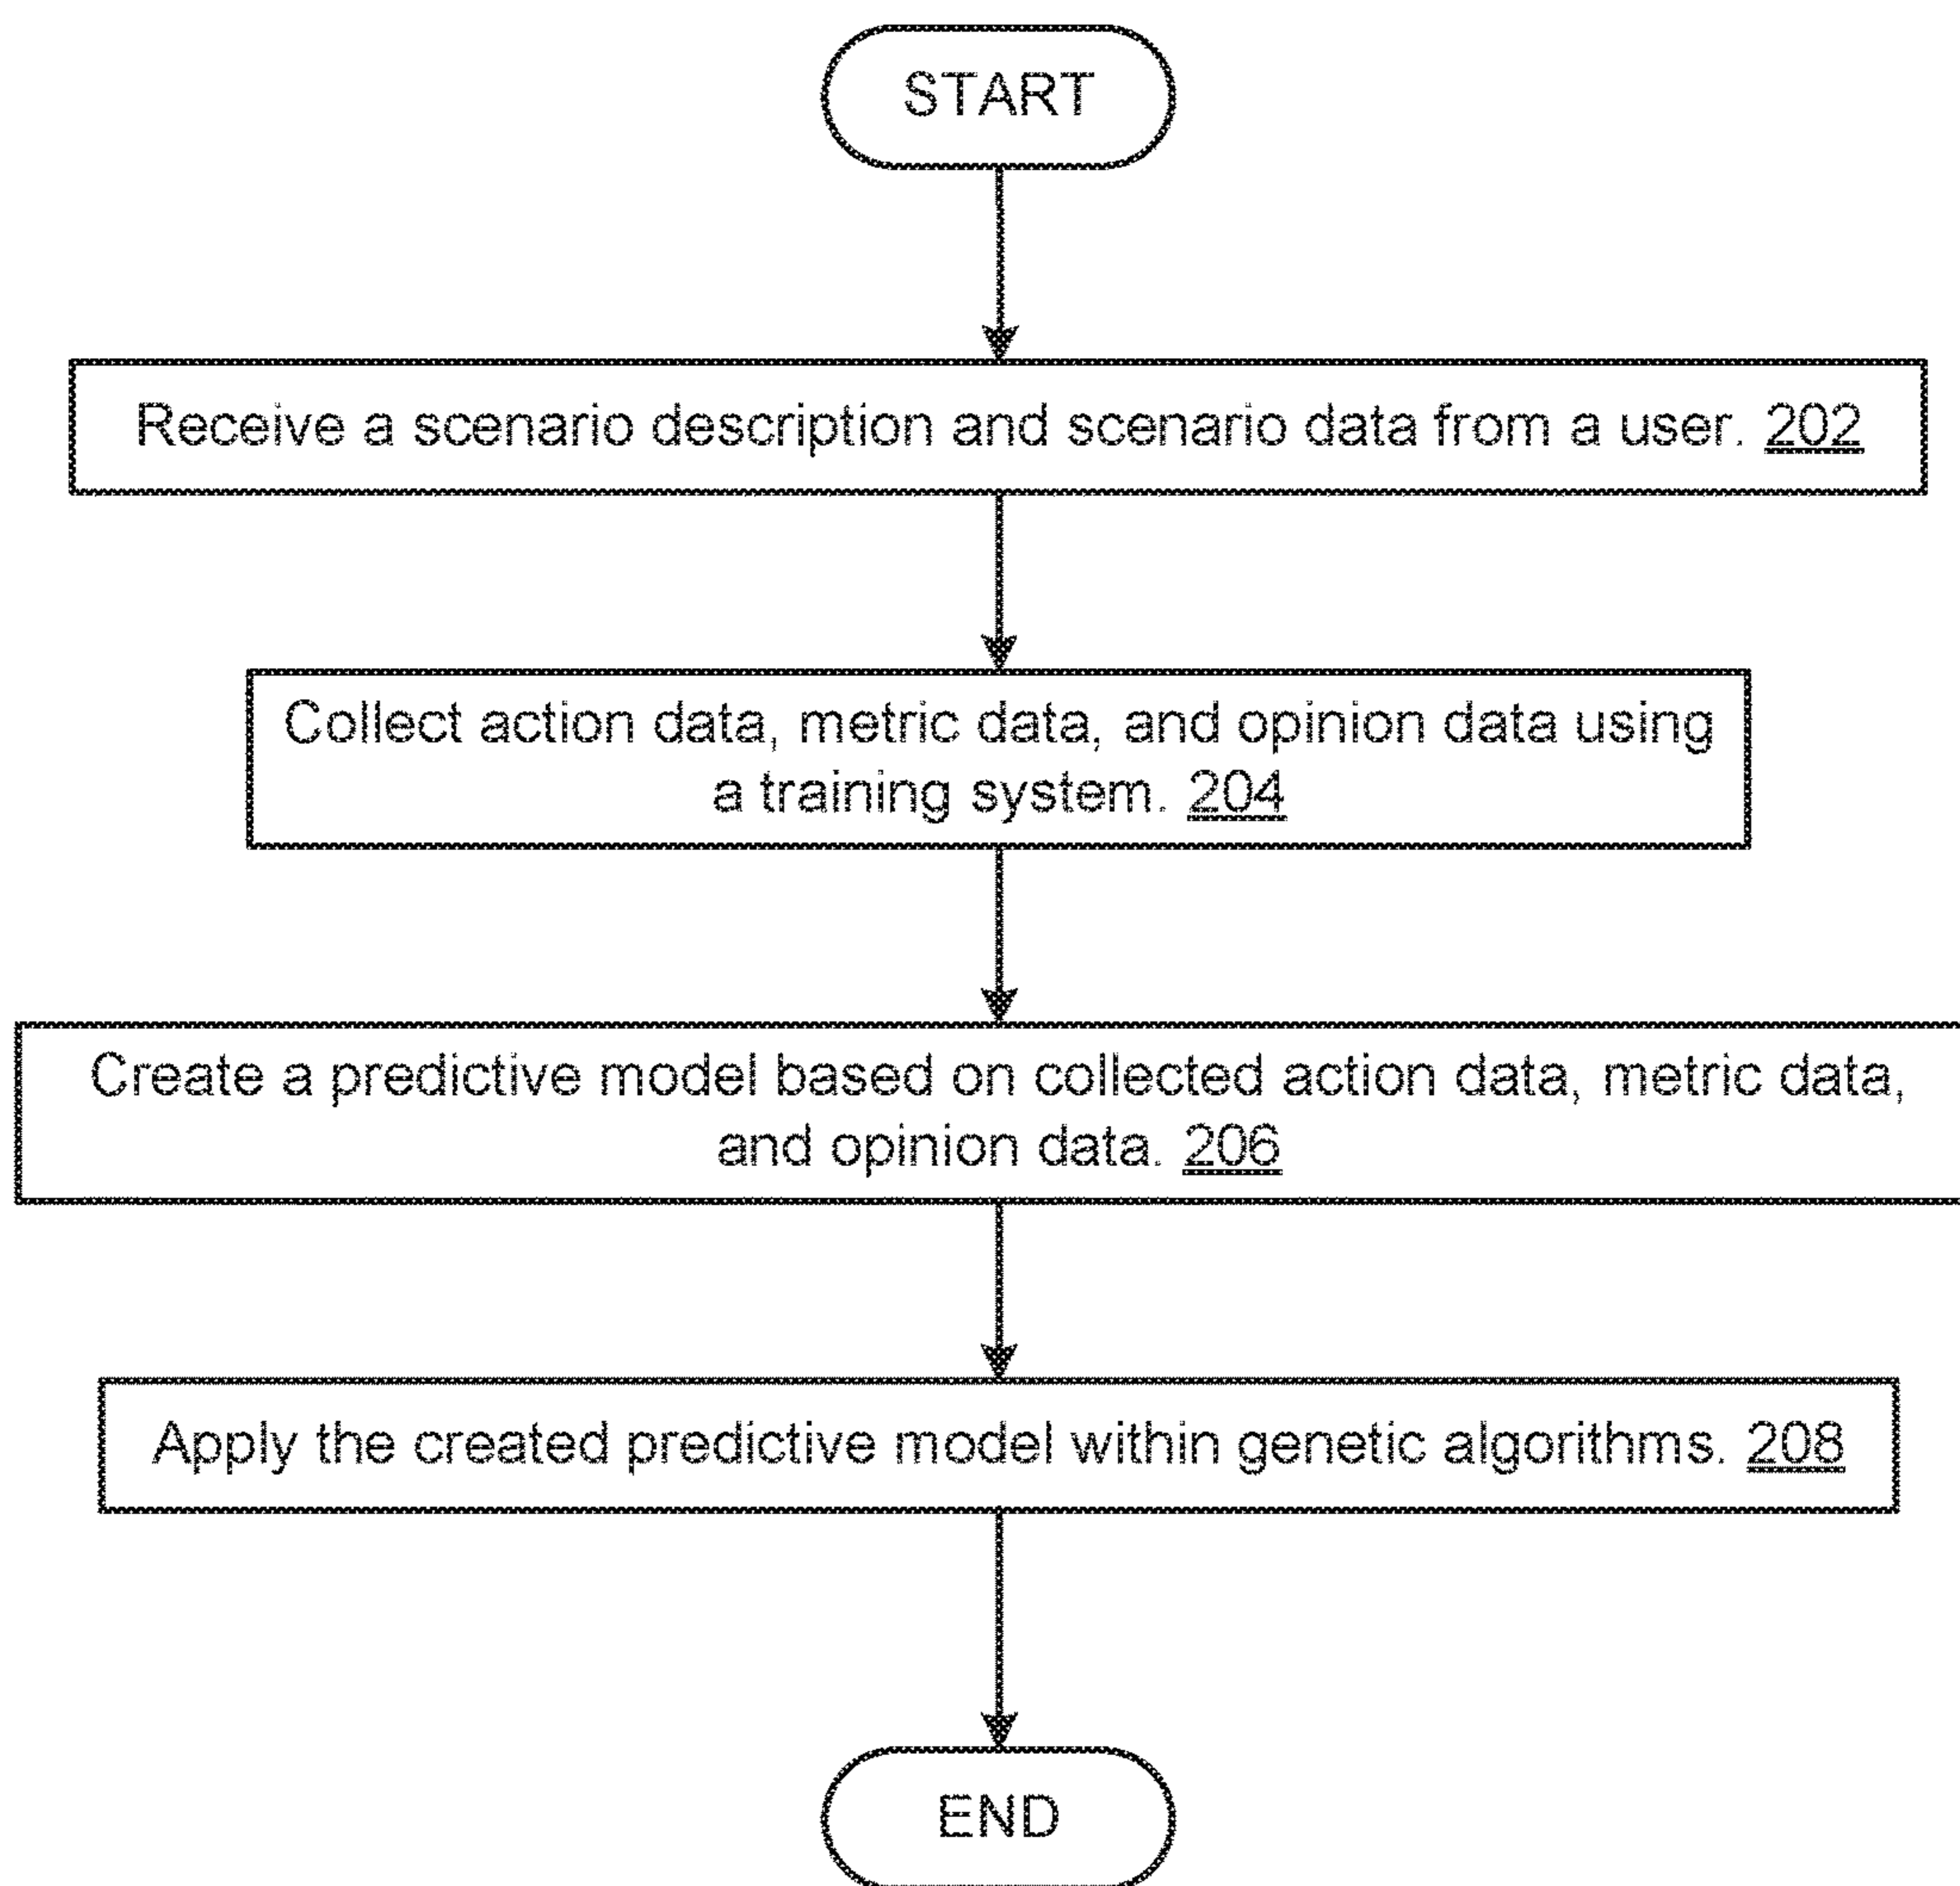 START
Receive a scenario description and scenario data from a user. 202
Collect action data, metric data, and opinion data using
a training system. 204
Create a predictive model based on collected action data, metric data,
and opinion data. 206
Apply the created predictive model within genetic algorithms. 208
END